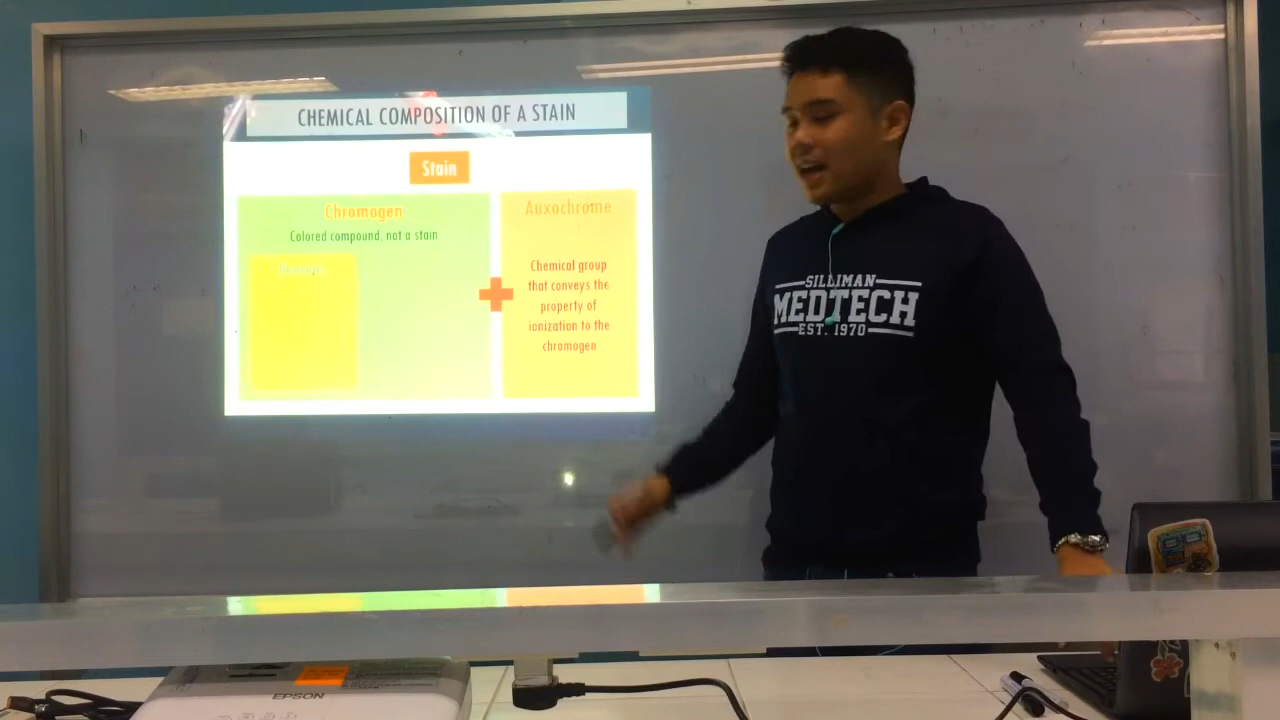 CHEMICAL COMPOSITION OF A STAIN
Stain
Chromogen
Colored compound, not a stain
Auxochrome
Chemical group
that conveys the
property of
ionization to the
chromogen
SILLIMAN
MEDTECH
EST. 1970
EPSON